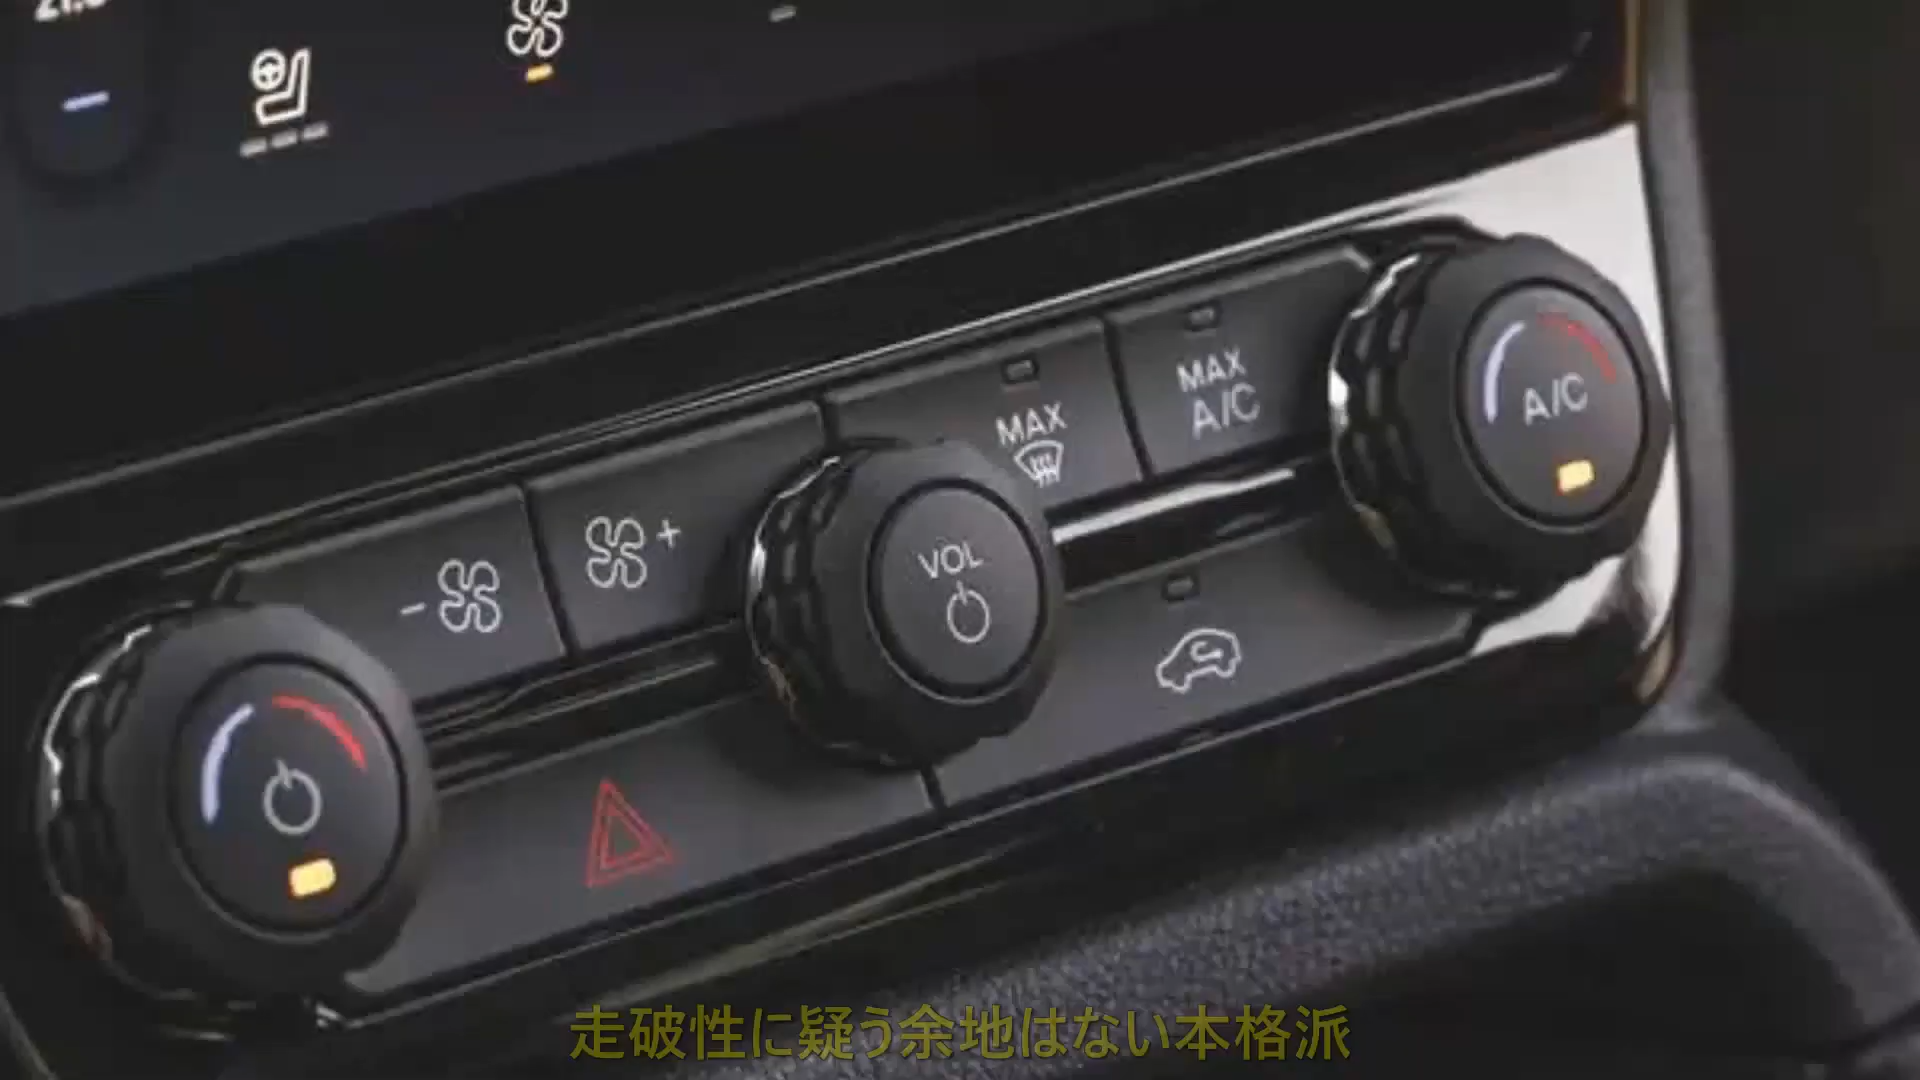 MAX
A/C
MAX
A/C
VOL
- 
+
走破性に疑う余地はない本格派